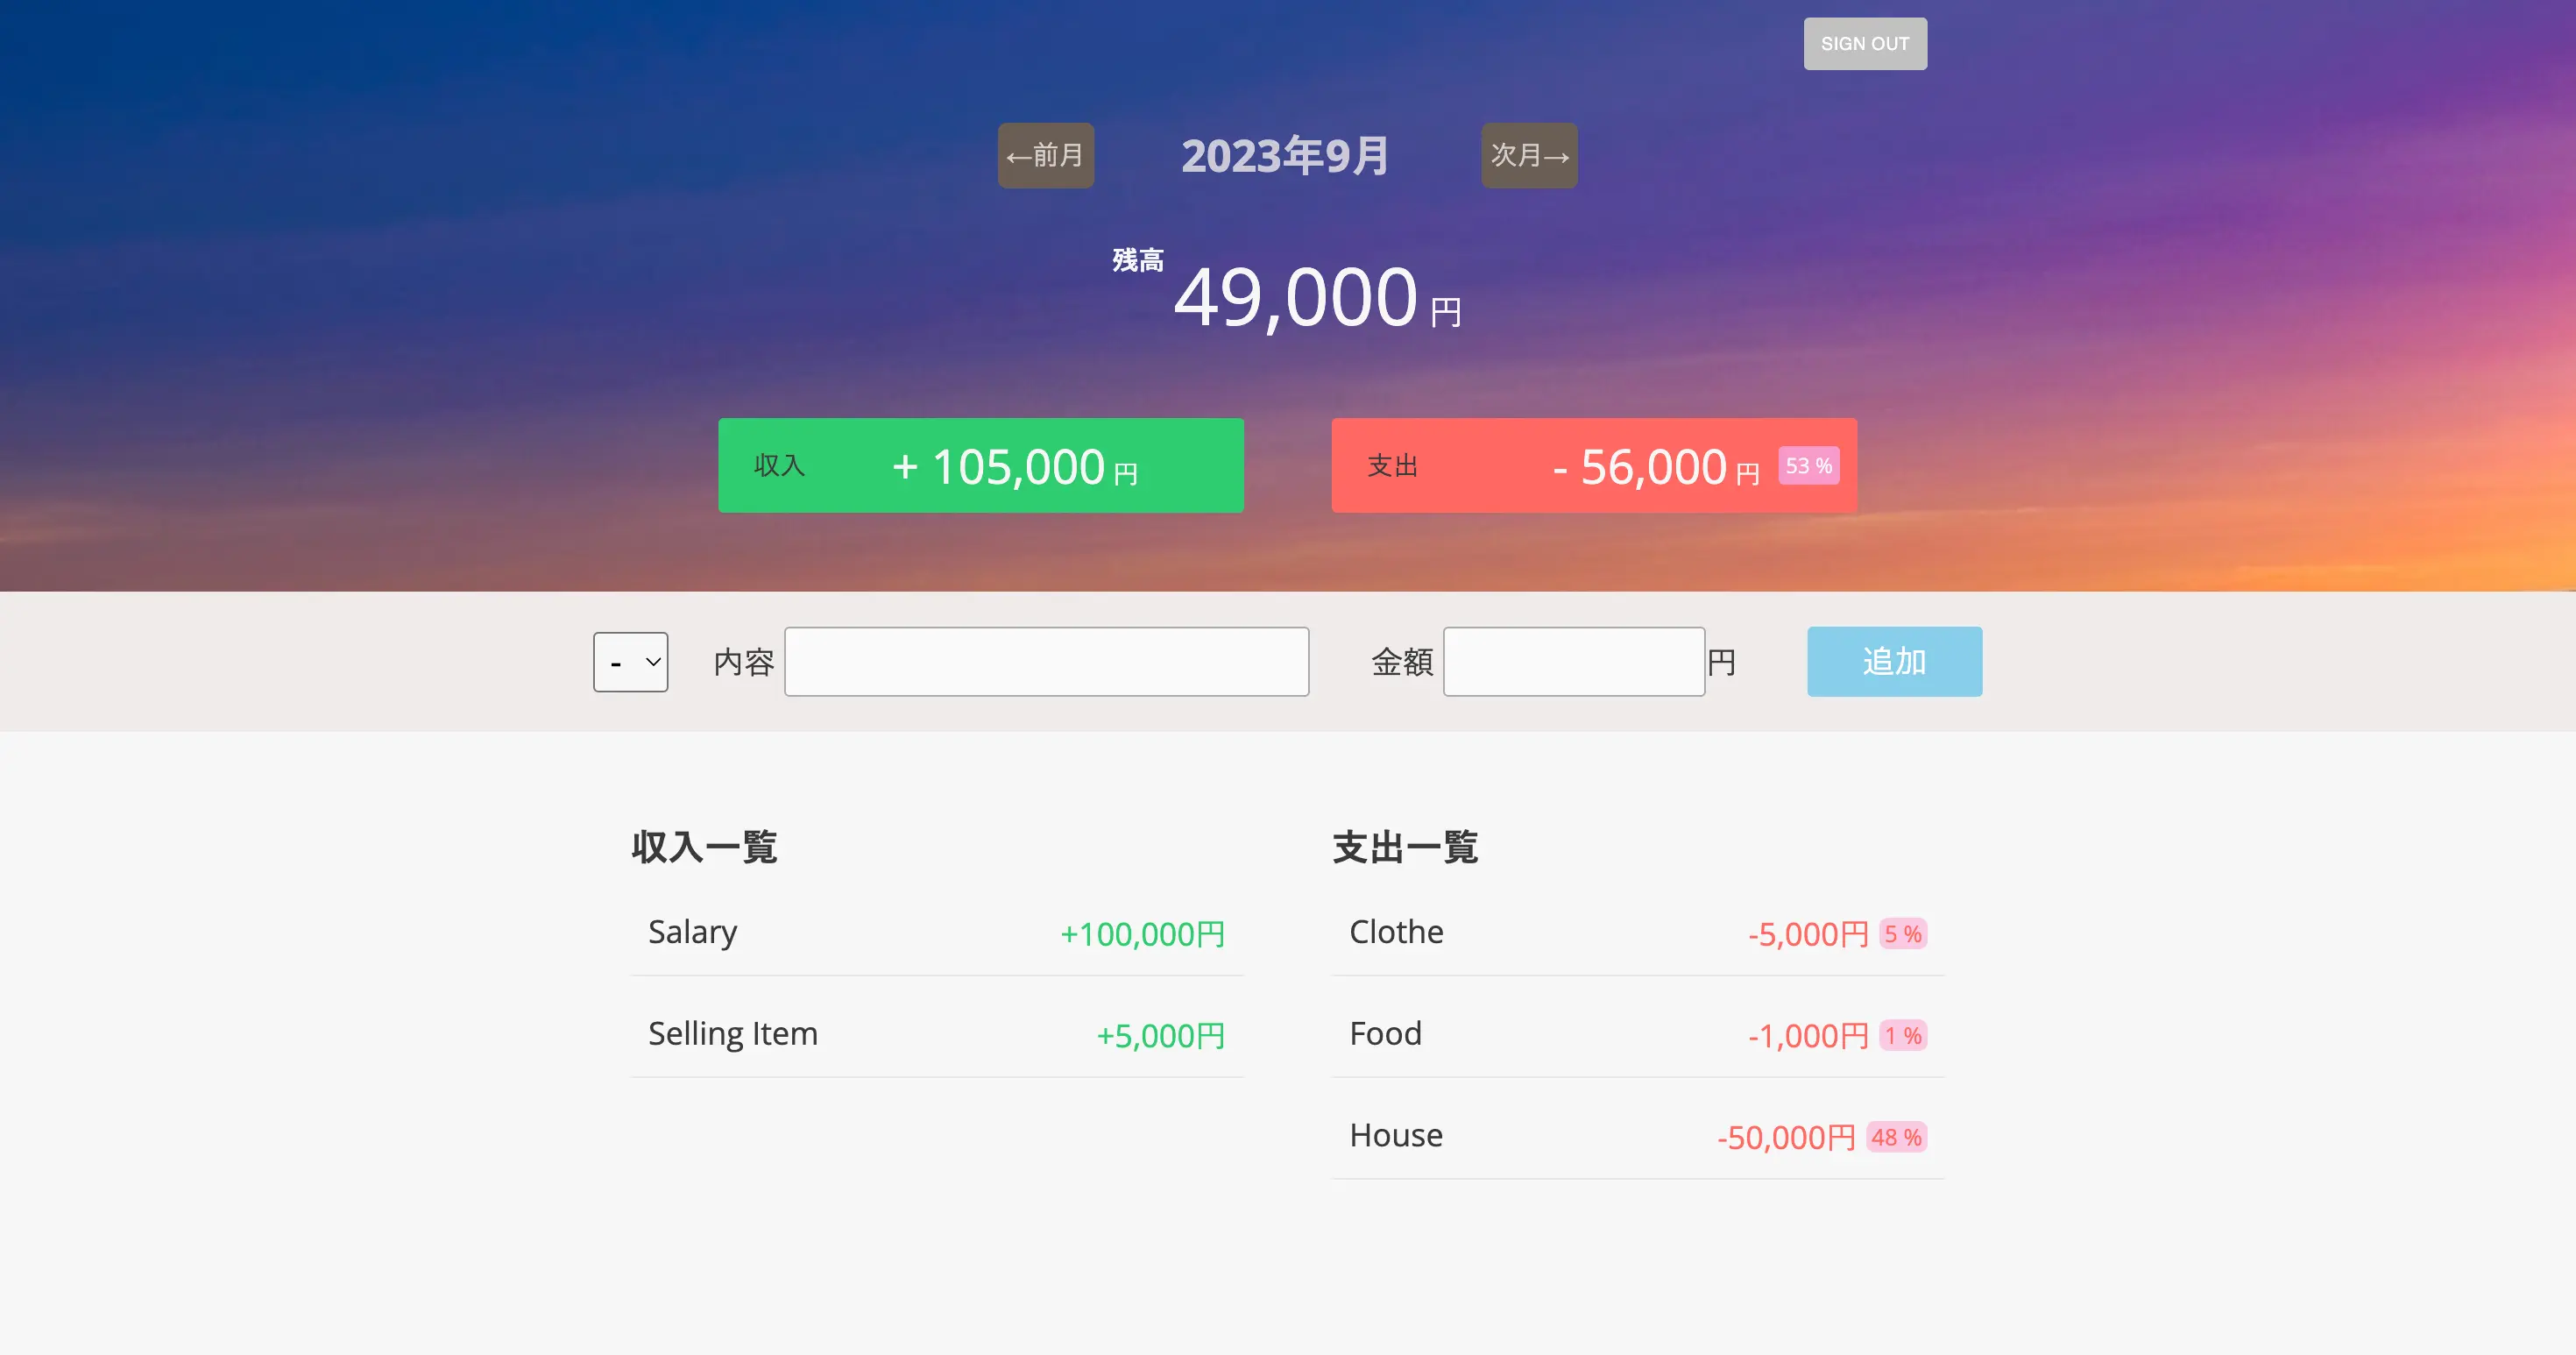 SIGN OUT
←前月 2023年9月 次月→
残高 49,000 円
収入 + 105,000 円 支出 - 56,000 円 53 %
- 内容 金額 円 追加
収入一覧
Salary +100,000円
Selling Item +5,000円
支出一覧
Clothe -5,000円 5 %
Food -1,000円 1 %
House -50,000円 48 %